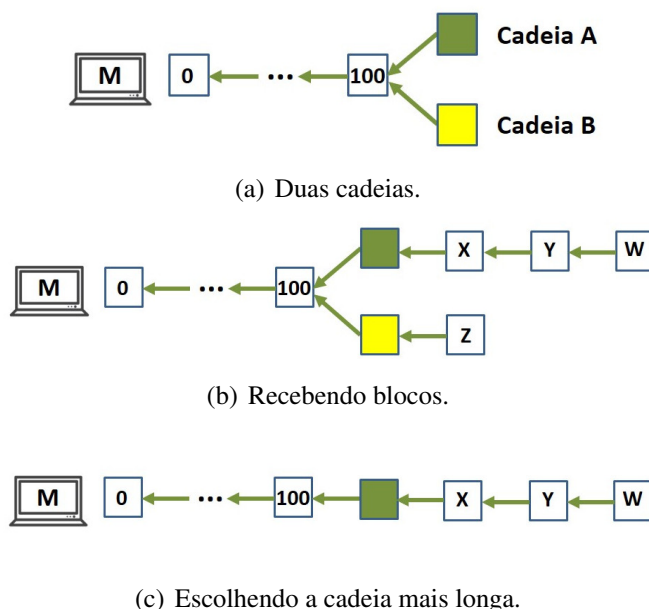 M 0 ... 100 Cadeia A
Cadeia B
(a) Duas cadeias.
M 0 ... 100 X Y W
Z
(b) Recebendo blocos.
M 0 ... 100 X Y W
(c) Escolhendo a cadeia mais longa.